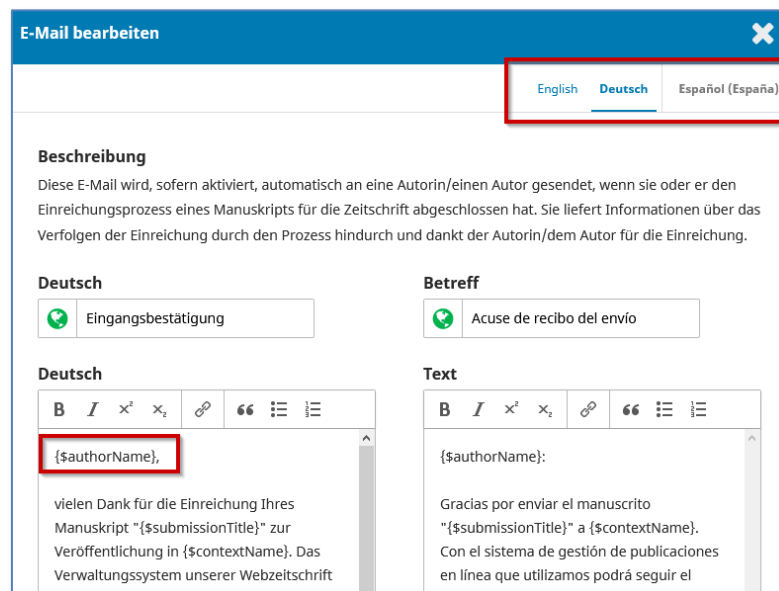 E-Mail bearbeiten
English Deutsch Español (España)
Beschreibung
Diese E-Mail wird, sofern aktiviert, automatisch an eine Autorin/einen Autor gesendet, wenn sie oder er den
Einreichungsprozess eines Manuskripts für die Zeitschrift abgeschlossen hat. Sie liefert Informationen über das
Verfolgen der Einreichung durch den Prozess hindurch und dankt der Autorin/dem Autor für die Einreichung.
Deutsch
Eingangsbestätigung
Betreff
Acuse de recibo del envío
Deutsch
B I x² x₂
{$authorName},
vielen Dank für die Einreichung Ihres
Manuskript "{$submissionTitle}" zur
Veröffentlichung in {$contextName}. Das
Verwaltungssystem unserer Webzeitschrift
Text
B I x² x₂
{$authorName}:
Gracias por enviar el manuscrito
"{$submissionTitle}" a {$contextName}.
Con el sistema de gestión de publicaciones
en línea que utilizamos podrá seguir el